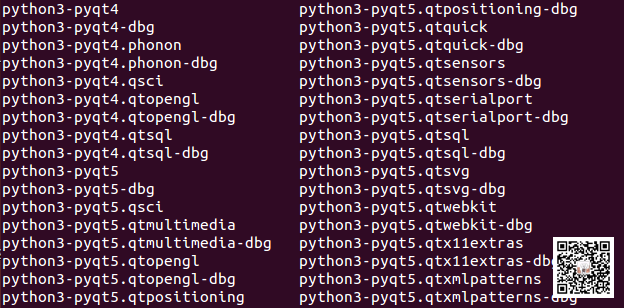 python3-pyqt4 python3-pyqt5.qtpositioning-dbg
python3-pyqt4-dbg python3-pyqt5.qtquick
python3-pyqt4.phonon python3-pyqt5.qtquick-dbg
python3-pyqt4.phonon-dbg python3-pyqt5.qtsensors
python3-pyqt4.qsci python3-pyqt5.qtsensors-dbg
python3-pyqt4.qtopengl python3-pyqt5.qtserialport
python3-pyqt4.qtopengl-dbg python3-pyqt5.qtserialport-dbg
python3-pyqt4.qtsql python3-pyqt5.qtsql
python3-pyqt4.qtsql-dbg python3-pyqt5.qtsql-dbg
python3-pyqt5 python3-pyqt5.qtsvg
python3-pyqt5-dbg python3-pyqt5.qtsvg-dbg
python3-pyqt5.qsci python3-pyqt5.qtwebkit
python3-pyqt5.qtmultimedia python3-pyqt5.qtwebkit-dbg
python3-pyqt5.qtmultimedia-dbg python3-pyqt5.qtx11extras
python3-pyqt5.qtopengl python3-pyqt5.qtx11extras-dbg
python3-pyqt5.qtopengl-dbg python3-pyqt5.qtxmlpatterns
python3-pyqt5.qtpositioning python3-pyqt5.qtxmlpatterns-dbg